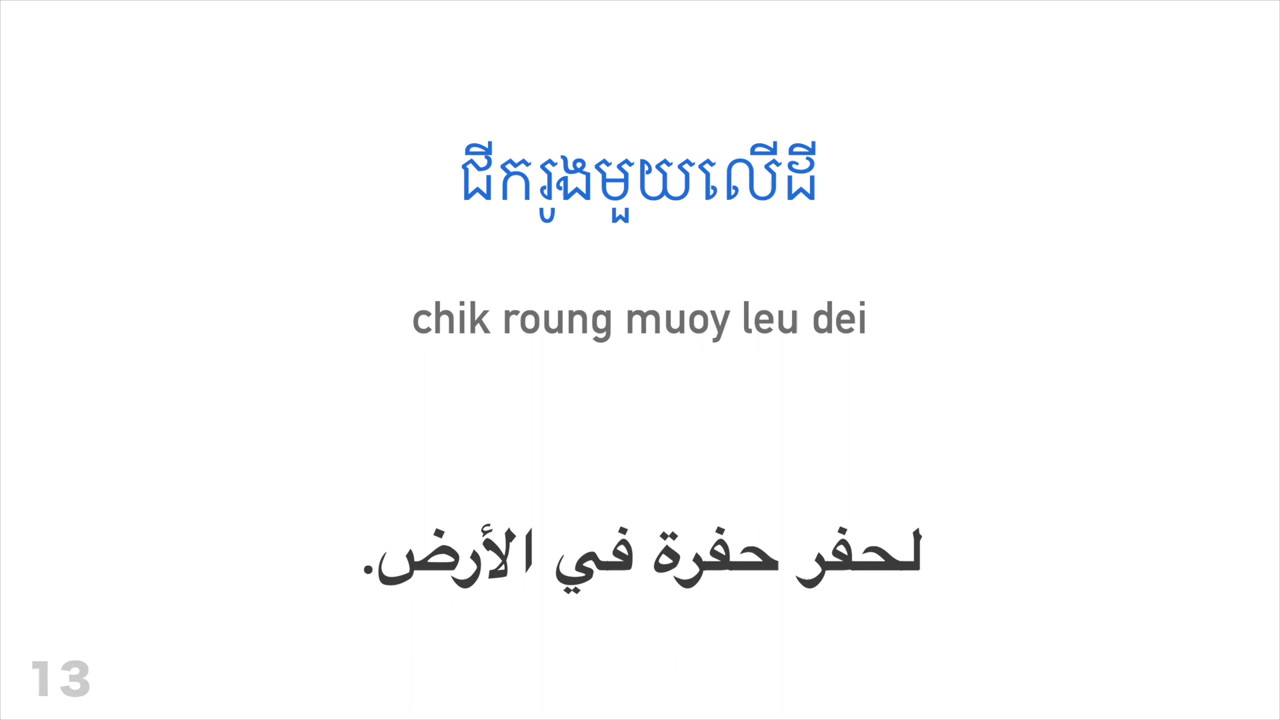 ជីករូងមួយលើដី
chik roung muoy leu dei
لحفر حفرة في الأرض.
13